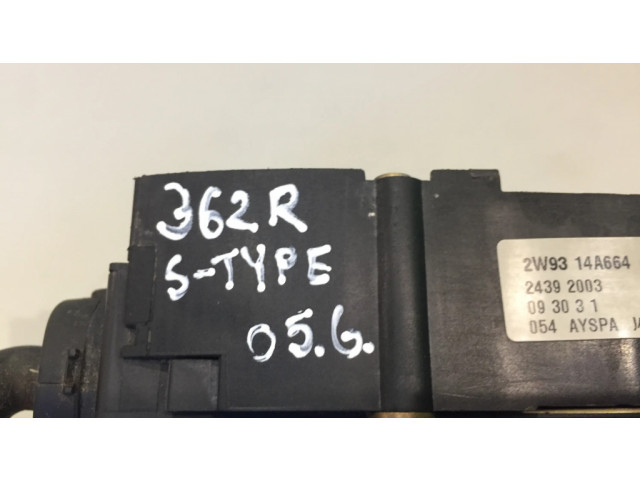 362R
S-TYPE
05.G.
2W93 14A664
2439 2003
09 30 3 1
054 AYSPA